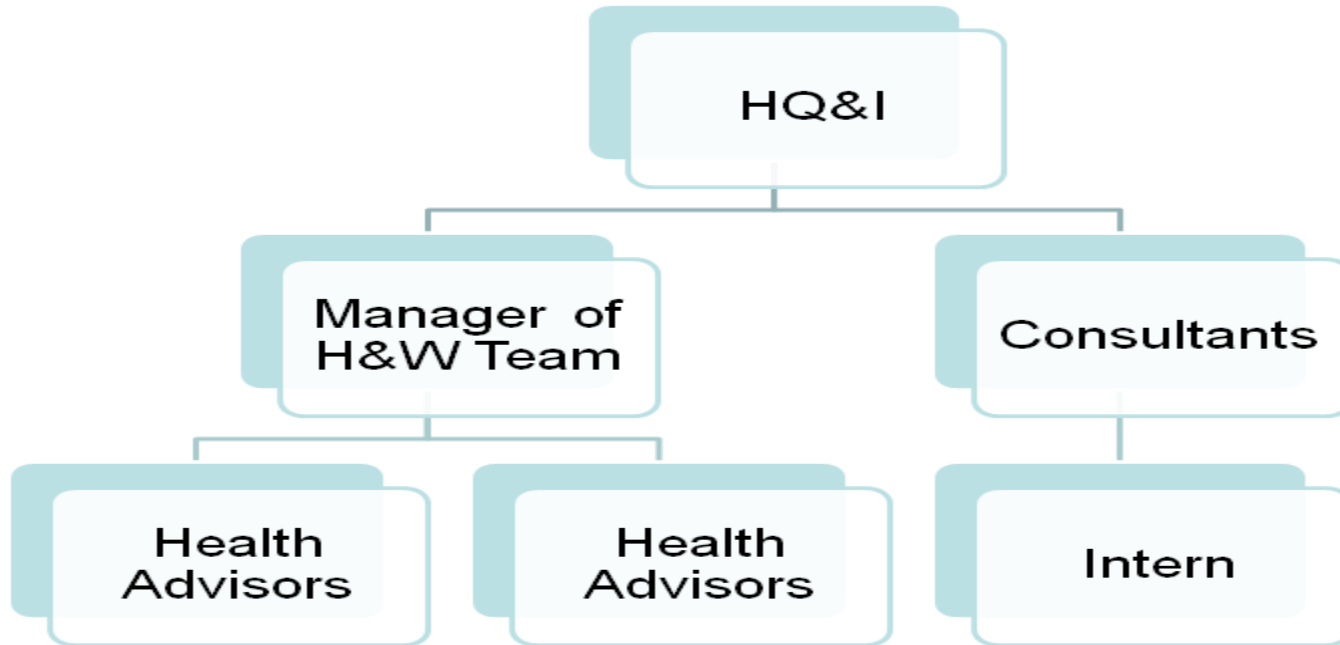 HQ&I
Manager of
H&W Team
Consultants
Health
Advisors
Health
Advisors
Intern